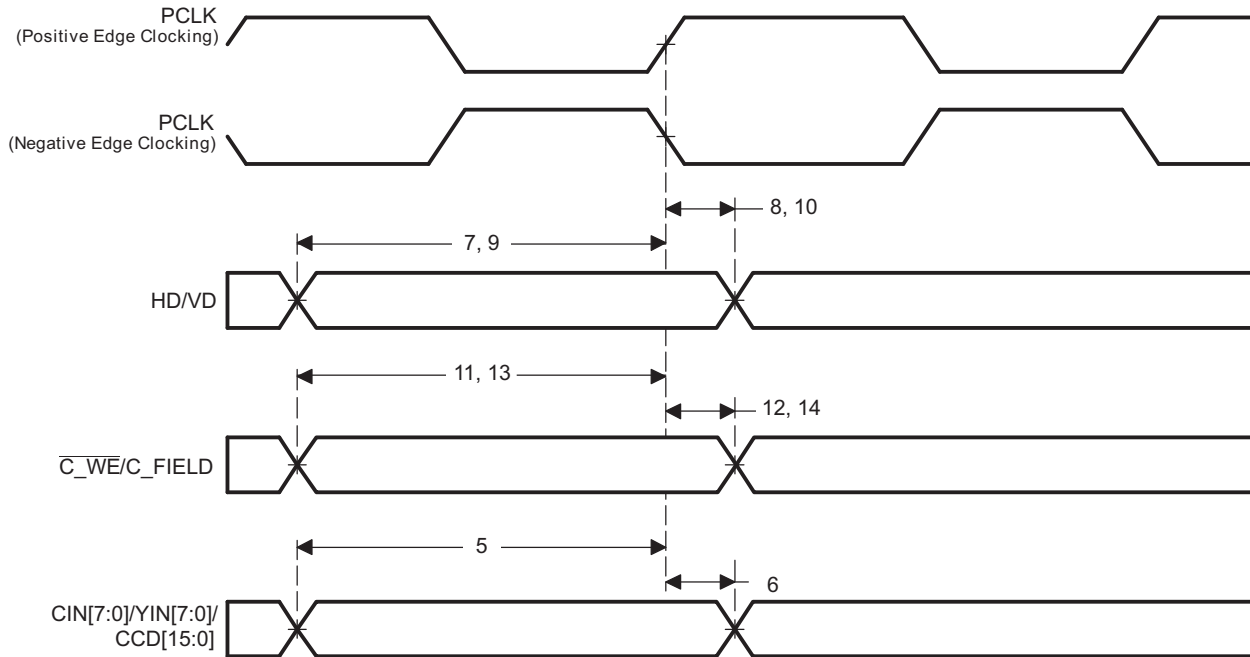 PCLK
(Positive Edge Clocking)
PCLK
(Negative Edge Clocking)
8, 10
7, 9
HD/VD
11, 13
12, 14
C_WE/C_FIELD
5
6
CIN[7:0]/YIN[7:0]/
CCD[15:0]